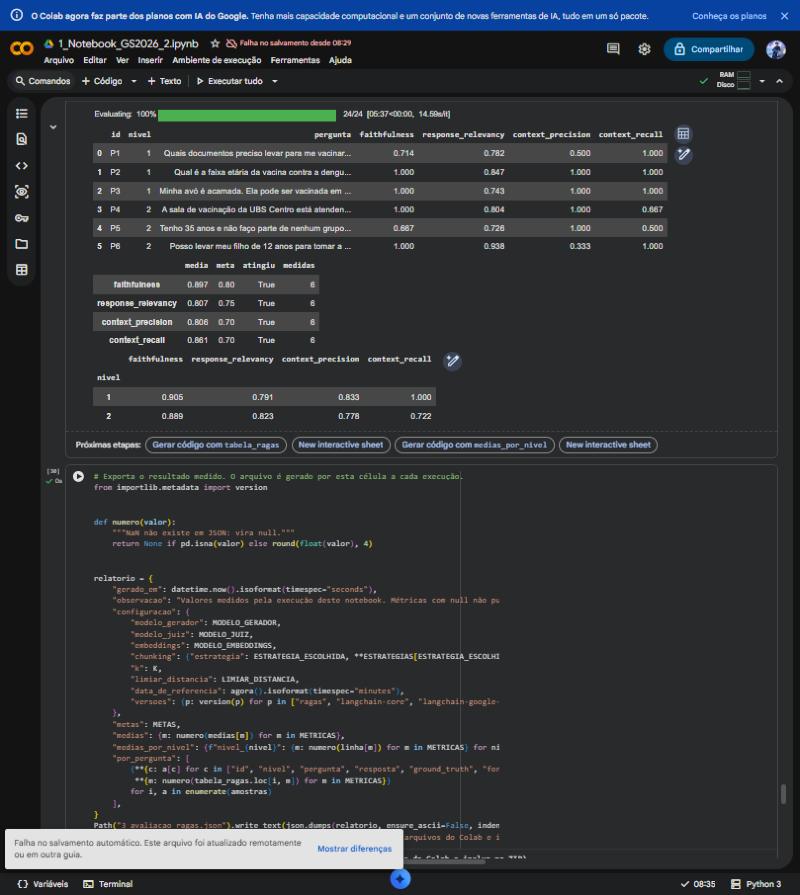 O Colab agora faz parte dos planos com IA do Google. Tenha mais capacidade computacional e um conjunto de novas ferramentas de IA, tudo em um só pacote. Conheça os planos
1_Notebook_GS2026_2.ipynb Falha no salvamento desde 08:29
Arquivo Editar Ver Inserir Ambiente de execução Ferramentas Ajuda
Compartilhar
Comandos + Código + Texto Executar tudo RAM Disco
Evaluating: 100% 24/24 [05:37<00:00, 14.59s/it]
id nivel pergunta faithfulness response_relevancy context_precision context_recall
0 P1 1 Quais documentos preciso levar para me vacinar... 0.714 0.782 0.500 1.000
1 P2 1 Qual é a faixa etária da vacina contra a dengu... 1.000 0.847 1.000 1.000
2 P3 1 Minha avó é acamada. Ela pode ser vacinada em ... 1.000 0.743 1.000 1.000
3 P4 2 A sala de vacinação da UBS Centro está atenden... 1.000 0.804 1.000 0.667
4 P5 2 Tenho 35 anos e não faço parte de nenhum grupo... 0.667 0.726 1.000 0.500
5 P6 2 Posso levar meu filho de 12 anos para tomar a ... 1.000 0.938 0.333 1.000
media meta atingiu medidas
faithfulness 0.897 0.80 True 6
response_relevancy 0.807 0.75 True 6
context_precision 0.806 0.70 True 6
context_recall 0.861 0.70 True 6
faithfulness response_relevancy context_precision context_recall
nivel
1 0.905 0.791 0.833 1.000
2 0.889 0.823 0.778 0.722
Próximas etapas: Gerar código com tabela_ragas New interactive sheet Gerar código com medias_por_nivel New interactive sheet
[30]
0s
# Exporta o resultado medido. O arquivo é gerado por esta célula a cada execução.
from importlib.metadata import version
def numero(valor):
"""NaN não existe em JSON: vira null."""
return None if pd.isna(valor) else round(float(valor), 4)
relatorio = {
"gerado_em": datetime.now().isoformat(timespec="seconds"),
"observacao": "Valores medidos pela execução deste notebook. Métricas com null não pu
"configuracao": {
"modelo_gerador": MODELO_GERADOR,
"modelo_juiz": MODELO_JUIZ,
"embeddings": MODELO_EMBEDDINGS,
"chunking": {"estrategia": ESTRATEGIA_ESCOLHIDA, **ESTRATEGIAS[ESTRATEGIA_ESCOLHI
"k": K,
"limiar_distancia": LIMIAR_DISTANCIA,
"data_de_referencia": agora().isoformat(timespec="minutes"),
"versoes": {p: version(p) for p in ["ragas", "langchain-core", "langchain-google-
},
"metas": METAS,
"medias": {m: numero(medias[m]) for m in METRICAS},
"medias_por_nivel": {f"nivel_{nivel}": {m: numero(linha[m]) for m in METRICAS} for ni
"por_pergunta": [
{**{c: a[c] for c in ["id", "nivel", "pergunta", "resposta", "ground_truth", "for
**{m: numero(tabela_ragas.loc[i, m]) for m in METRICAS}}
for i, a in enumerate(amostras)
],
}
Path("3_avaliacao_ragas.json").write_text(json.dumps(relatorio, ensure_ascii=False, inden
arquivos do Colab e i
Falha no salvamento automático. Este arquivo foi atualizado remotamente
ou em outra guia. Mostrar diferenças
Variáveis Terminal 08:35 Python 3